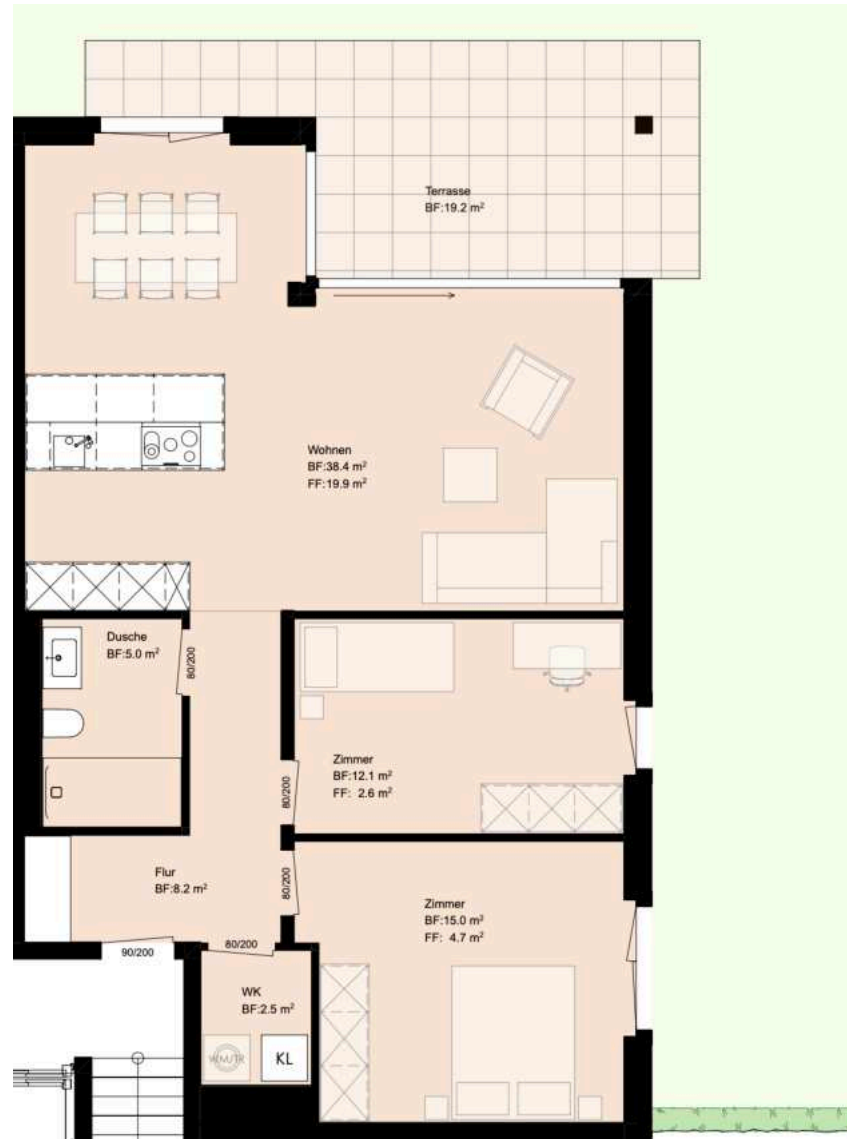 Terrasse
BF:19.2 m²
Wohnen
BF:38.4 m²
FF:19.9 m²
Dusche
BF:5.0 m²
80/200
Zimmer
BF:12.1 m²
FF: 2.6 m²
80/200
Flur
BF:8.2 m²
80/200
Zimmer
BF:15.0 m²
FF: 4.7 m²
90/200
80/200
WK
BF:2.5 m²
WM/TR
KL